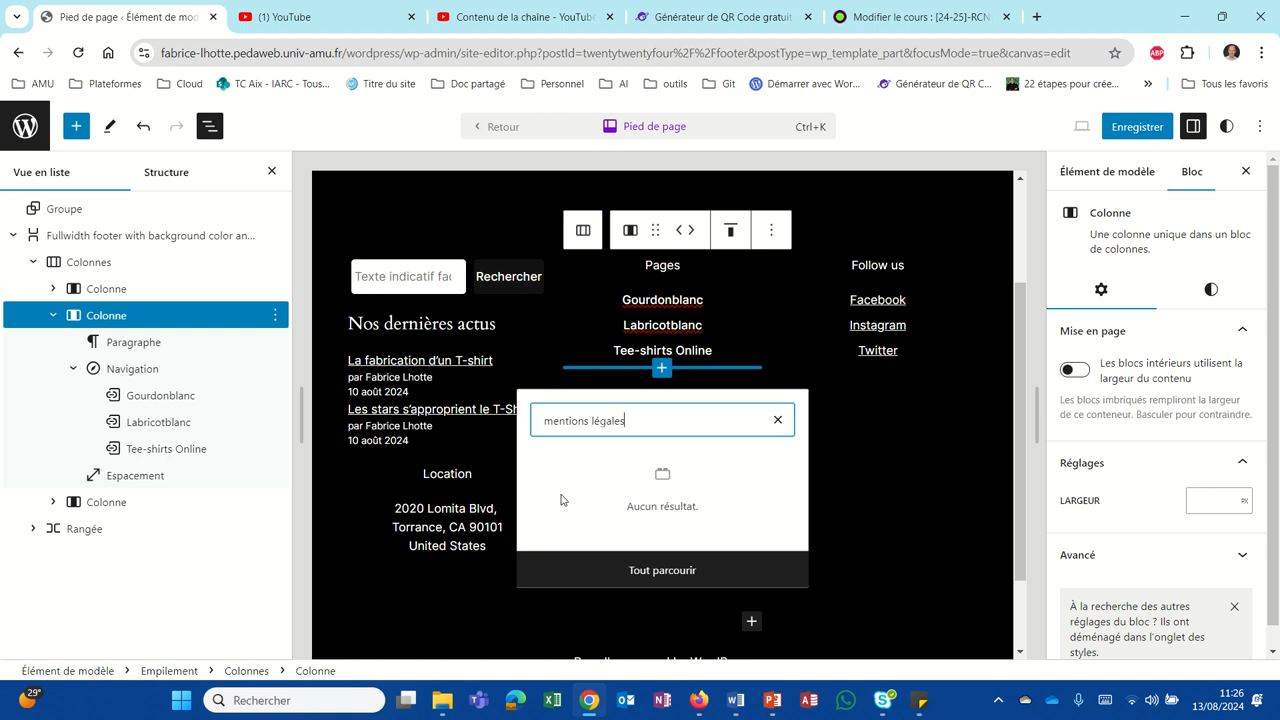 Pied de page ‹ Élément de mod
(1) YouTube
Contenu de la chaîne - YouTube
Générateur de QR Code gratuit
Modifier le cours : [24-25]-RCN
fabrice-lhotte.pedaweb.univ-amu.fr/wordpress/wp-admin/site-editor.php?postId=twentytwentyfour%2F%2Ffooter&postType=wp_template_part&focusMode=true&canvas=edit
AMU
Plateformes
Cloud
TC Aix - IARC - Tous...
Titre du site
Doc partagé
Personnel
AI
outils
Git
Démarrer avec Wor...
Générateur de QR C...
22 étapes pour crée...
Tous les favoris
Retour
Pied de page
Ctrl+K
Enregistrer
Vue en liste
Structure
Groupe
Fullwidth footer with background color an...
Colonnes
Colonne
Colonne
Paragraphe
Navigation
Gourdonblanc
Labricotblanc
Tee-shirts Online
Espacement
Colonne
Rangée
Texte indicatif fac
Rechercher
Nos dernières actus
La fabrication d'un T-shirt
par Fabrice Lhotte
10 août 2024
Les stars s'approprient le T-Sh
par Fabrice Lhotte
10 août 2024
Location
2020 Lomita Blvd,
Torrance, CA 90101
United States
Pages
Gourdonblanc
Labricotblanc
Tee-shirts Online
mentions légales
Aucun résultat.
Tout parcourir
Follow us
Facebook
Instagram
Twitter
Élément de modèle
Bloc
Colonne
Une colonne unique dans un bloc
de colonnes.
Mise en page
Les blocs intérieurs utilisent la
largeur du contenu
Les blocs imbriqués rempliront la largeur
de ce conteneur. Basculer pour contraindre.
Réglages
LARGEUR
PX
Avancé
À la recherche des autres
réglages du bloc ? Ils ont
déménagé dans l'onglet des
styles.
Élément de modèle
Empilement
Colonnes
Colonne
29°
Rechercher
11:26
13/08/2024